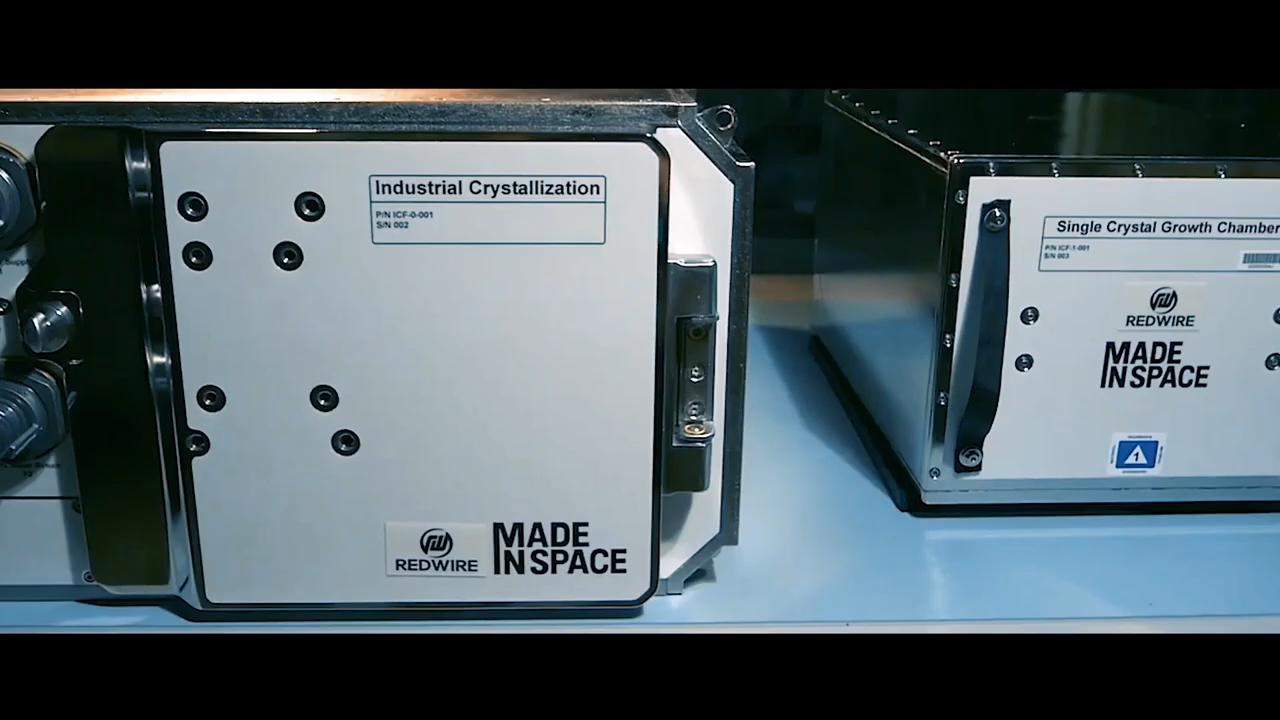 Industrial Crystallization
P/N ICF-0-001
S/N 002
REDWIRE
MADE
IN SPACE
Single Crystal Growth Chamber
P/N ICF-1-001
S/N 003
REDWIRE
MADE
IN SPACE
1